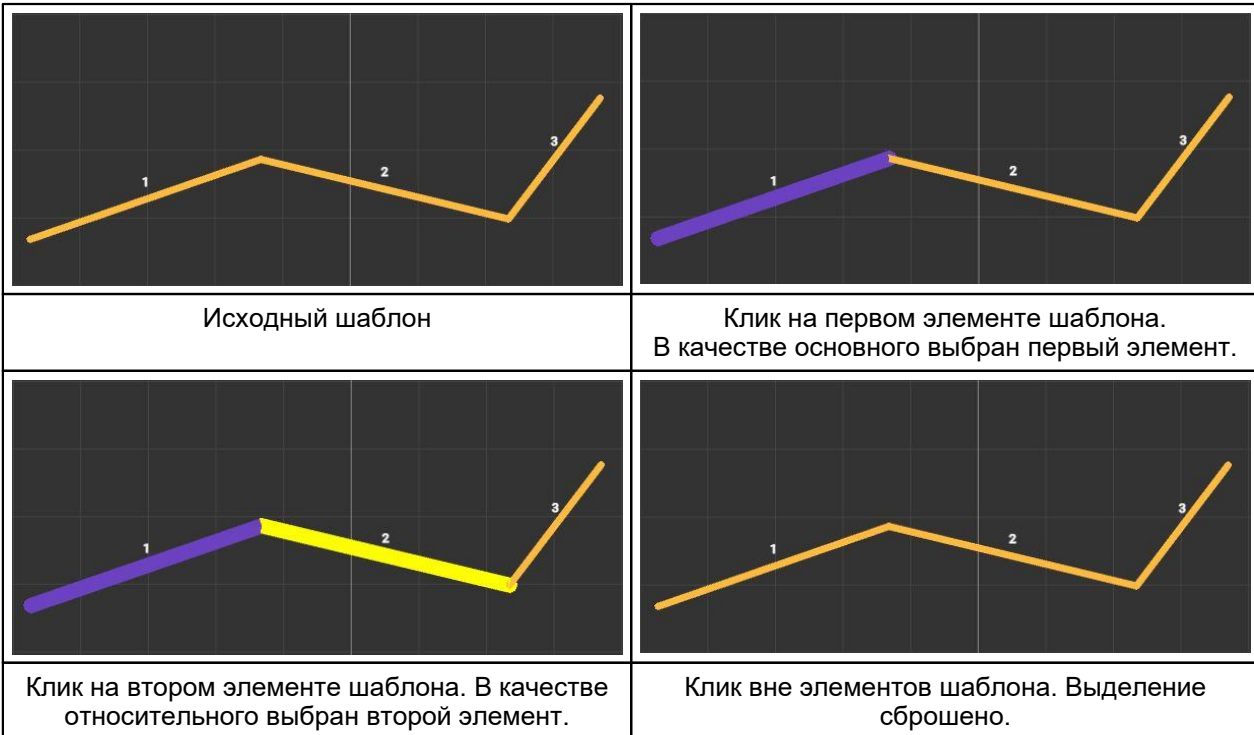 1
2
3
1
2
3
Исходный шаблон
Клик на первом элементе шаблона.
В качестве основного выбран первый элемент.
1
2
3
1
2
3
Клик на втором элементе шаблона. В качестве
относительного выбран второй элемент.
Клик вне элементов шаблона. Выделение
сброшено.